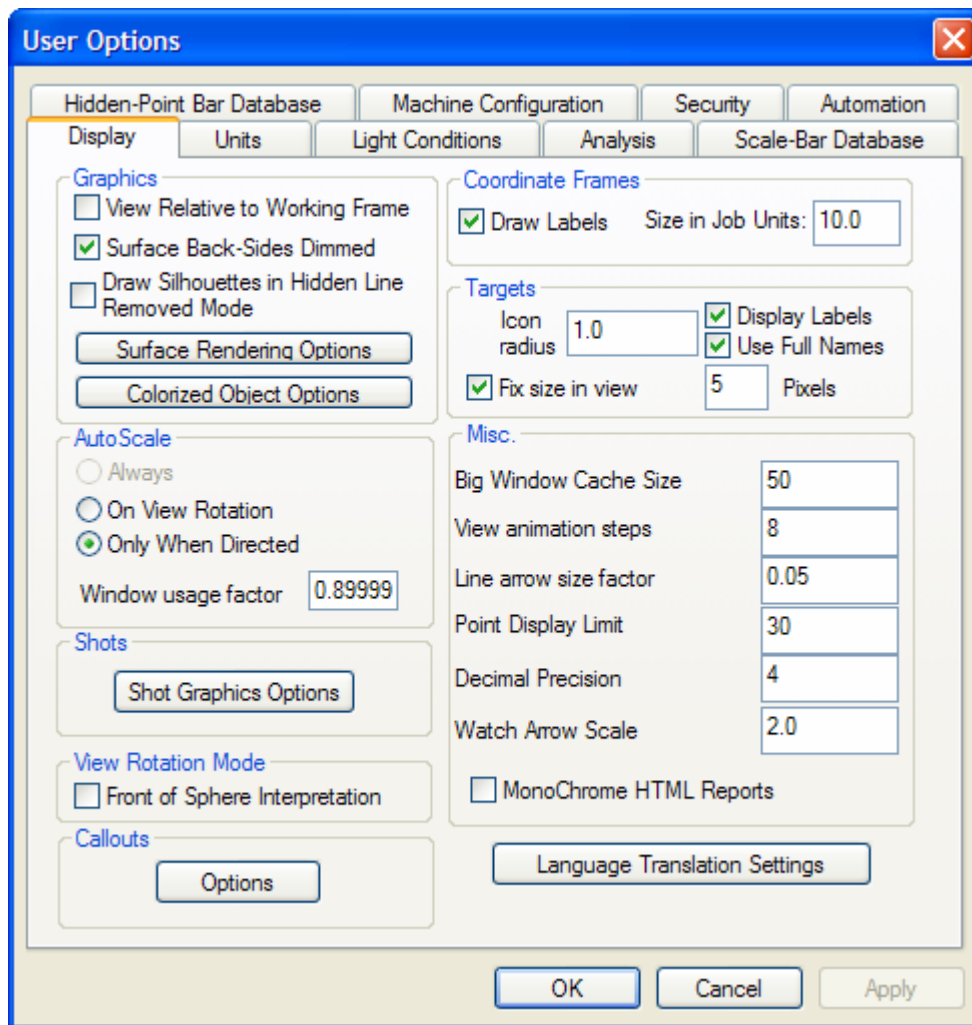 User Options
Hidden-Point Bar Database
Machine Configuration
Security
Automation
Display
Units
Light Conditions
Analysis
Scale-Bar Database
Graphics
View Relative to Working Frame
Surface Back-Sides Dimmed
Draw Silhouettes in Hidden Line
Removed Mode
Surface Rendering Options
Colorized Object Options
AutoScale
Always
On View Rotation
Only When Directed
Window usage factor 0.89999
Shots
Shot Graphics Options
View Rotation Mode
Front of Sphere Interpretation
Callouts
Options
Coordinate Frames
Draw Labels Size in Job Units: 10.0
Targets
Icon
radius 1.0
Display Labels
Use Full Names
Fix size in view 5 Pixels
Misc.
Big Window Cache Size 50
View animation steps 8
Line arrow size factor 0.05
Point Display Limit 30
Decimal Precision 4
Watch Arrow Scale 2.0
MonoChrome HTML Reports
Language Translation Settings
OK
Cancel
Apply